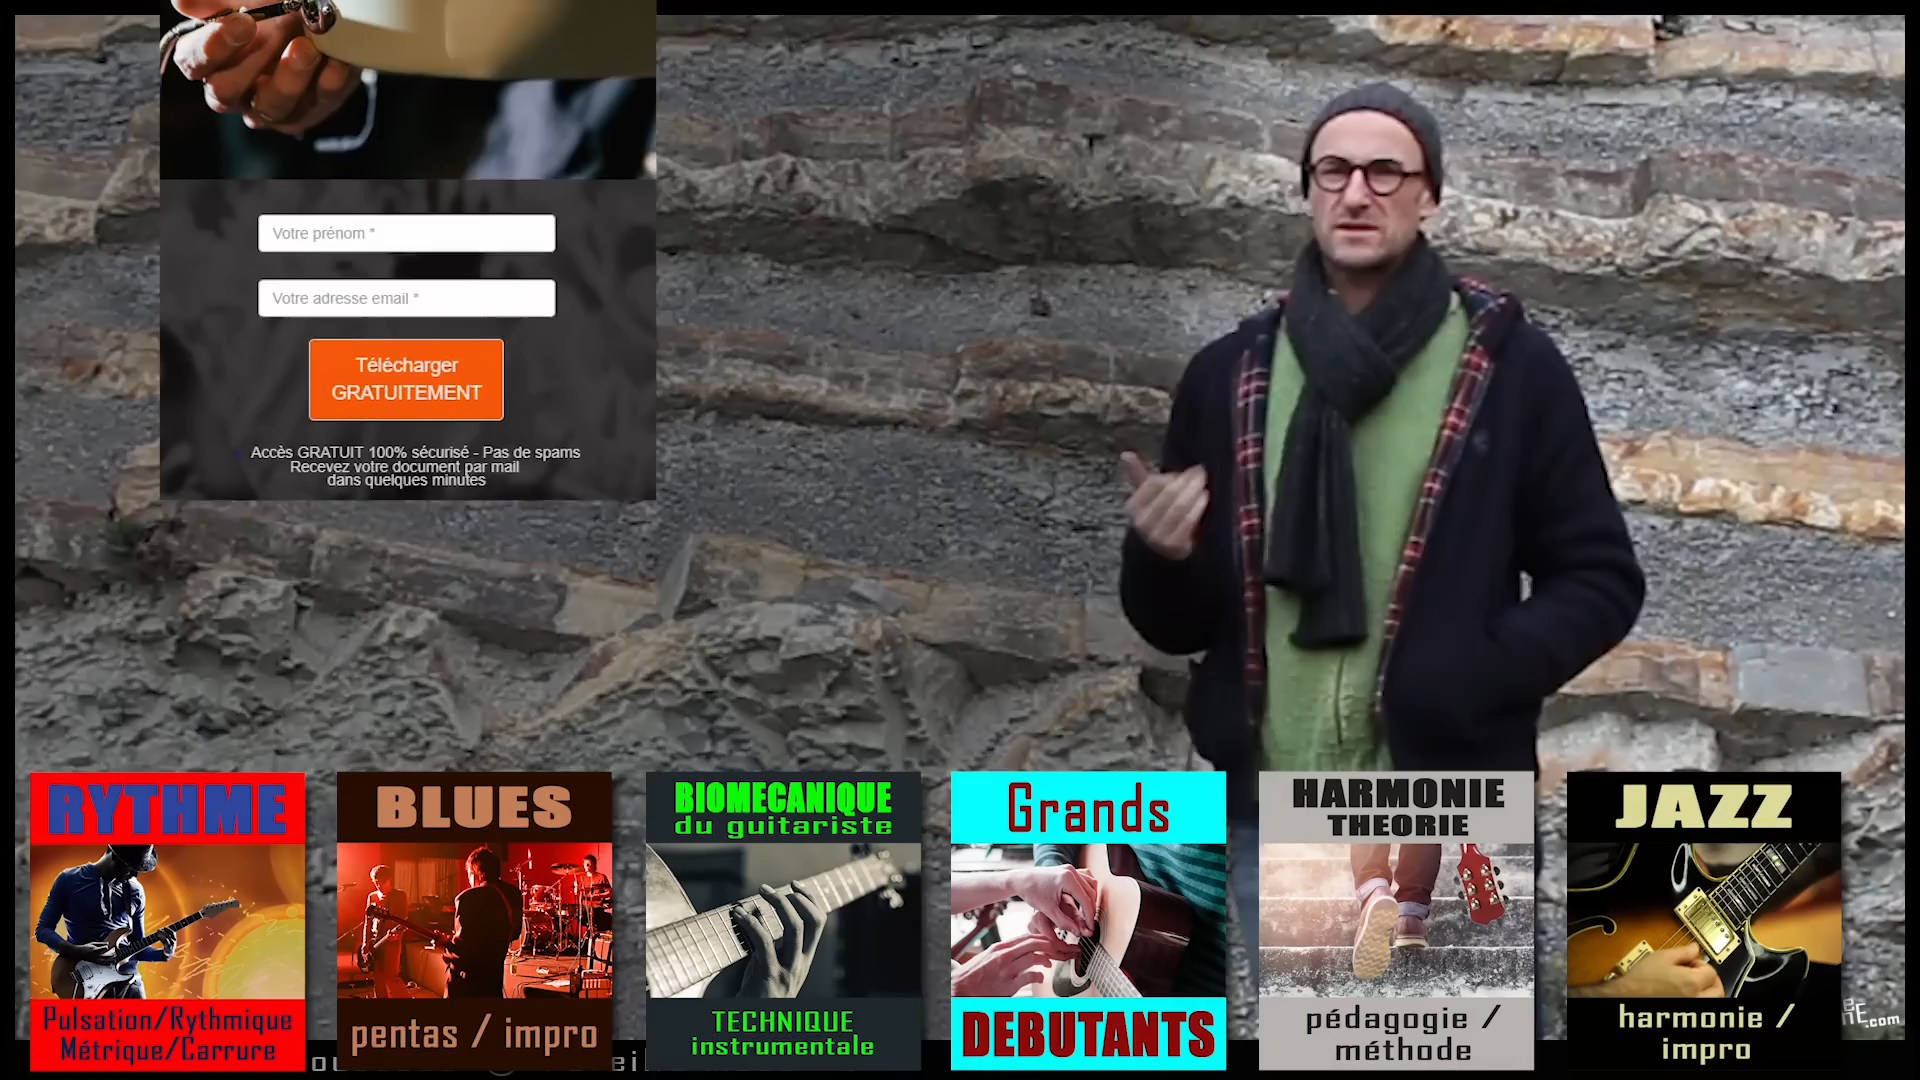 Votre prénom *
Votre adresse email *
Télécharger
GRATUITEMENT
Accès GRATUIT 100% sécurisé - Pas de spams
Recevez votre document par mail
dans quelques minutes
RYTHME
Pulsation/Rythmique
Métrique/Carrure
BLUES
pentas / impro
BIOMECANIQUE
du guitariste
TECHNIQUE
instrumentale
Grands
DEBUTANTS
HARMONIE
THEORIE
pédagogie /
méthode
JAZZ
harmonie /
impro
.com